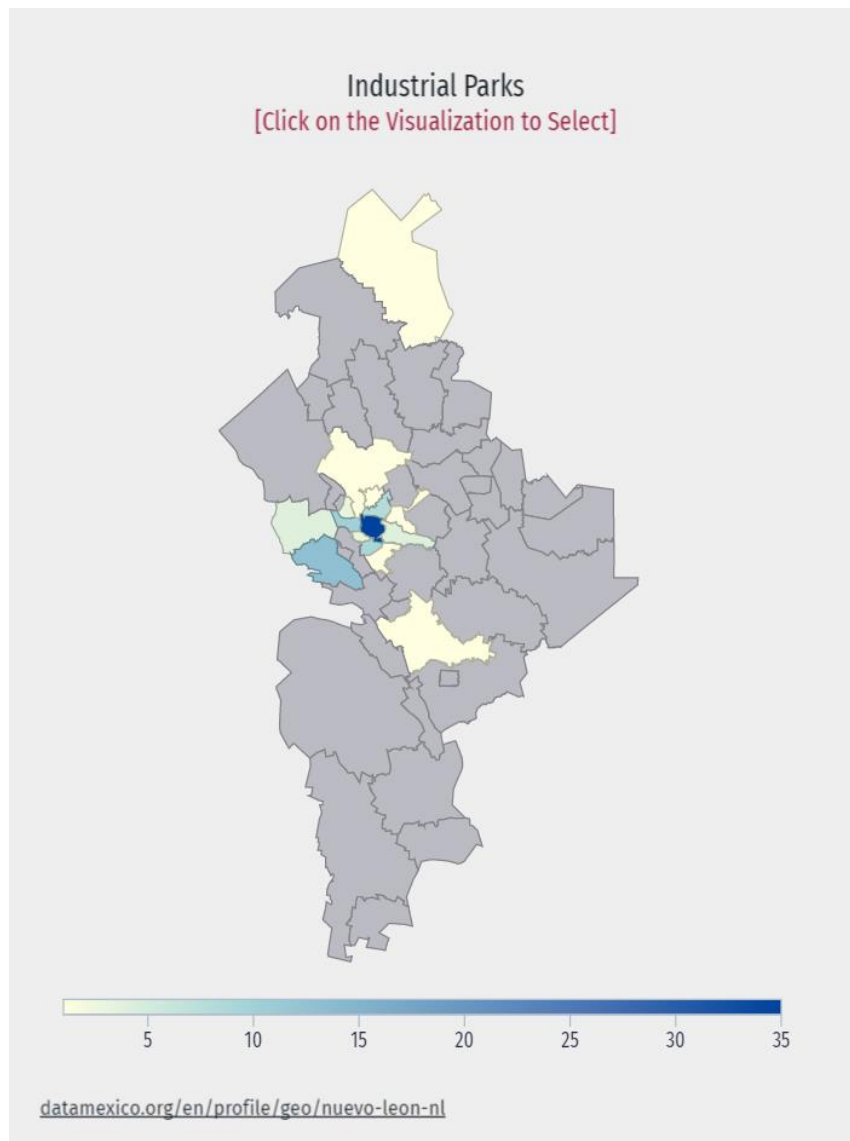 Industrial Parks
[Click on the Visualization to Select]
5 10 15 20 25 30 35
datamexico.org/en/profile/geo/nuevo-leon-nl